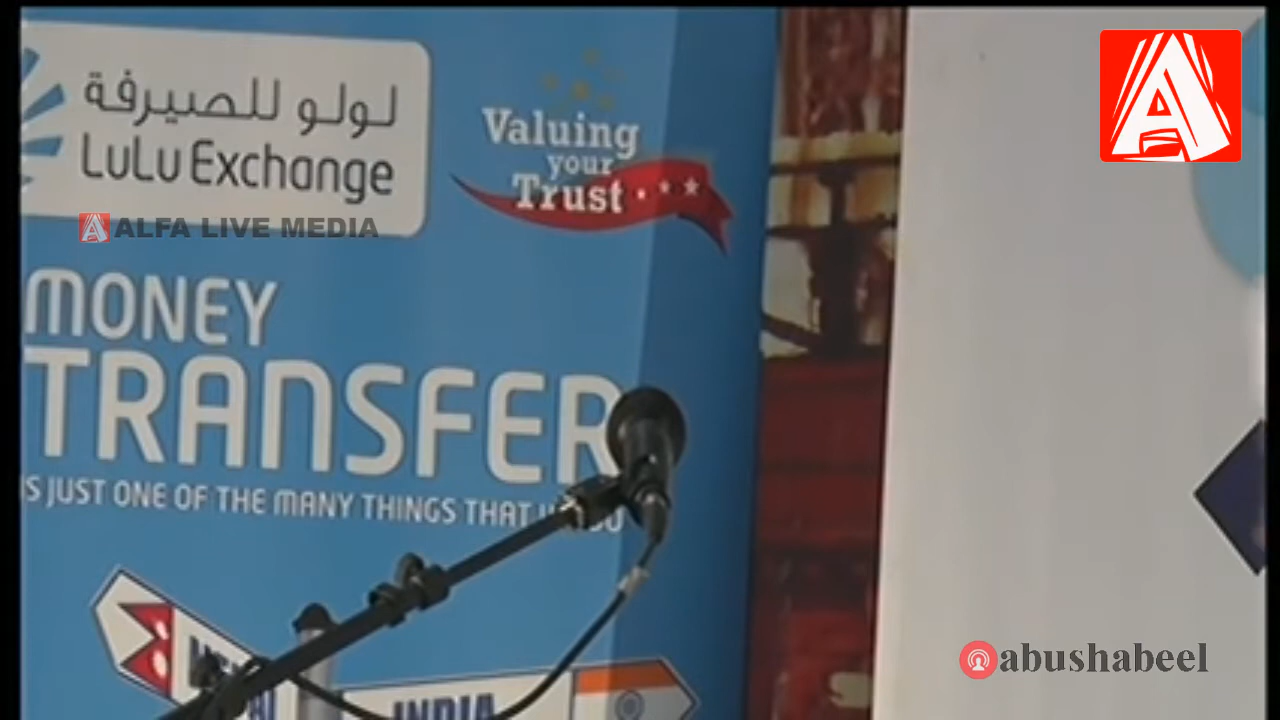 لولو للصيرفة
LuLu Exchange
Valuing
your
Trust
ALFA LIVE MEDIA
MONEY
TRANSFER
IS JUST ONE OF THE MANY THINGS THAT
INDIA
abushabeel